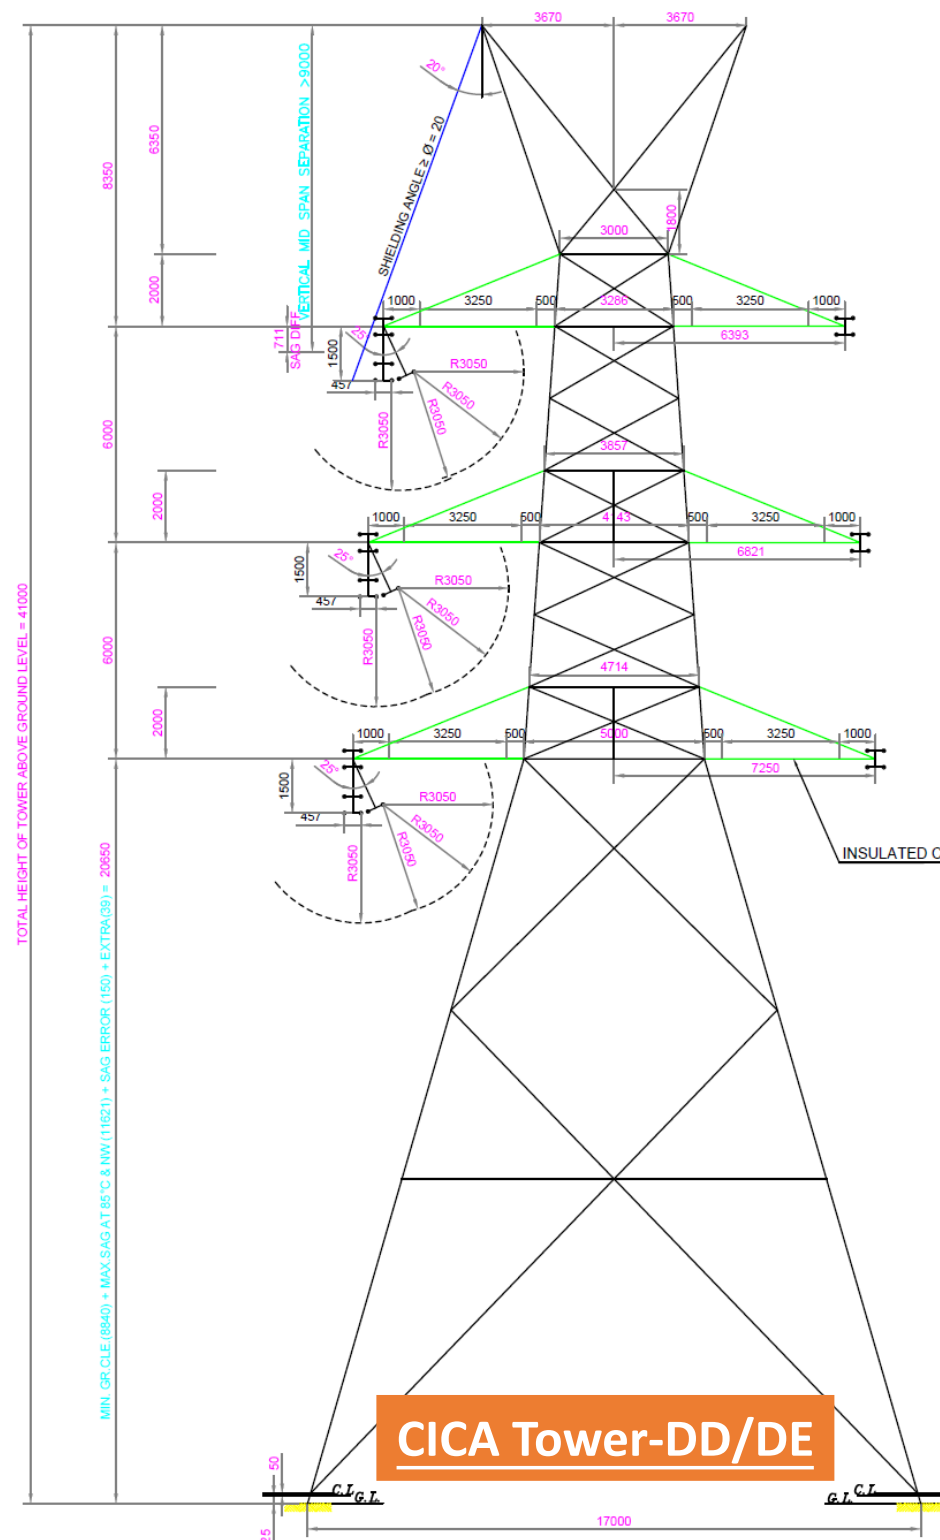 3670 3670
20°
VERTICAL MID SPAN SEPARATION >9000
6350
8350
SHIELDING ANGLE ≥ Ø = 20
1800
3000
2000
1000 3250 500 3286 500 3250 1000
6393
711
SAG DIFF
25°
1500
457
R3050
R3050
R3050
R3050
6000
3857
2000
1000 3250 500 4143 500 3250 1000
6821
25°
1500
457
R3050
R3050
R3050
R3050
6000
4714
2000
1000 3250 500 5000 500 3250 1000
7250
25°
1500
457
R3050
R3050
R3050
R3050
INSULATED C
TOTAL HEIGHT OF TOWER ABOVE GROUND LEVEL = 41000
MIN. GR.CLE.(8840) + MAX.SAG AT 85°C & NW (11621) + SAG ERROR (150) + EXTRA(39) = 20650
CICA Tower-DD/DE
50
C.L G.L. G.L C.L
25
17000